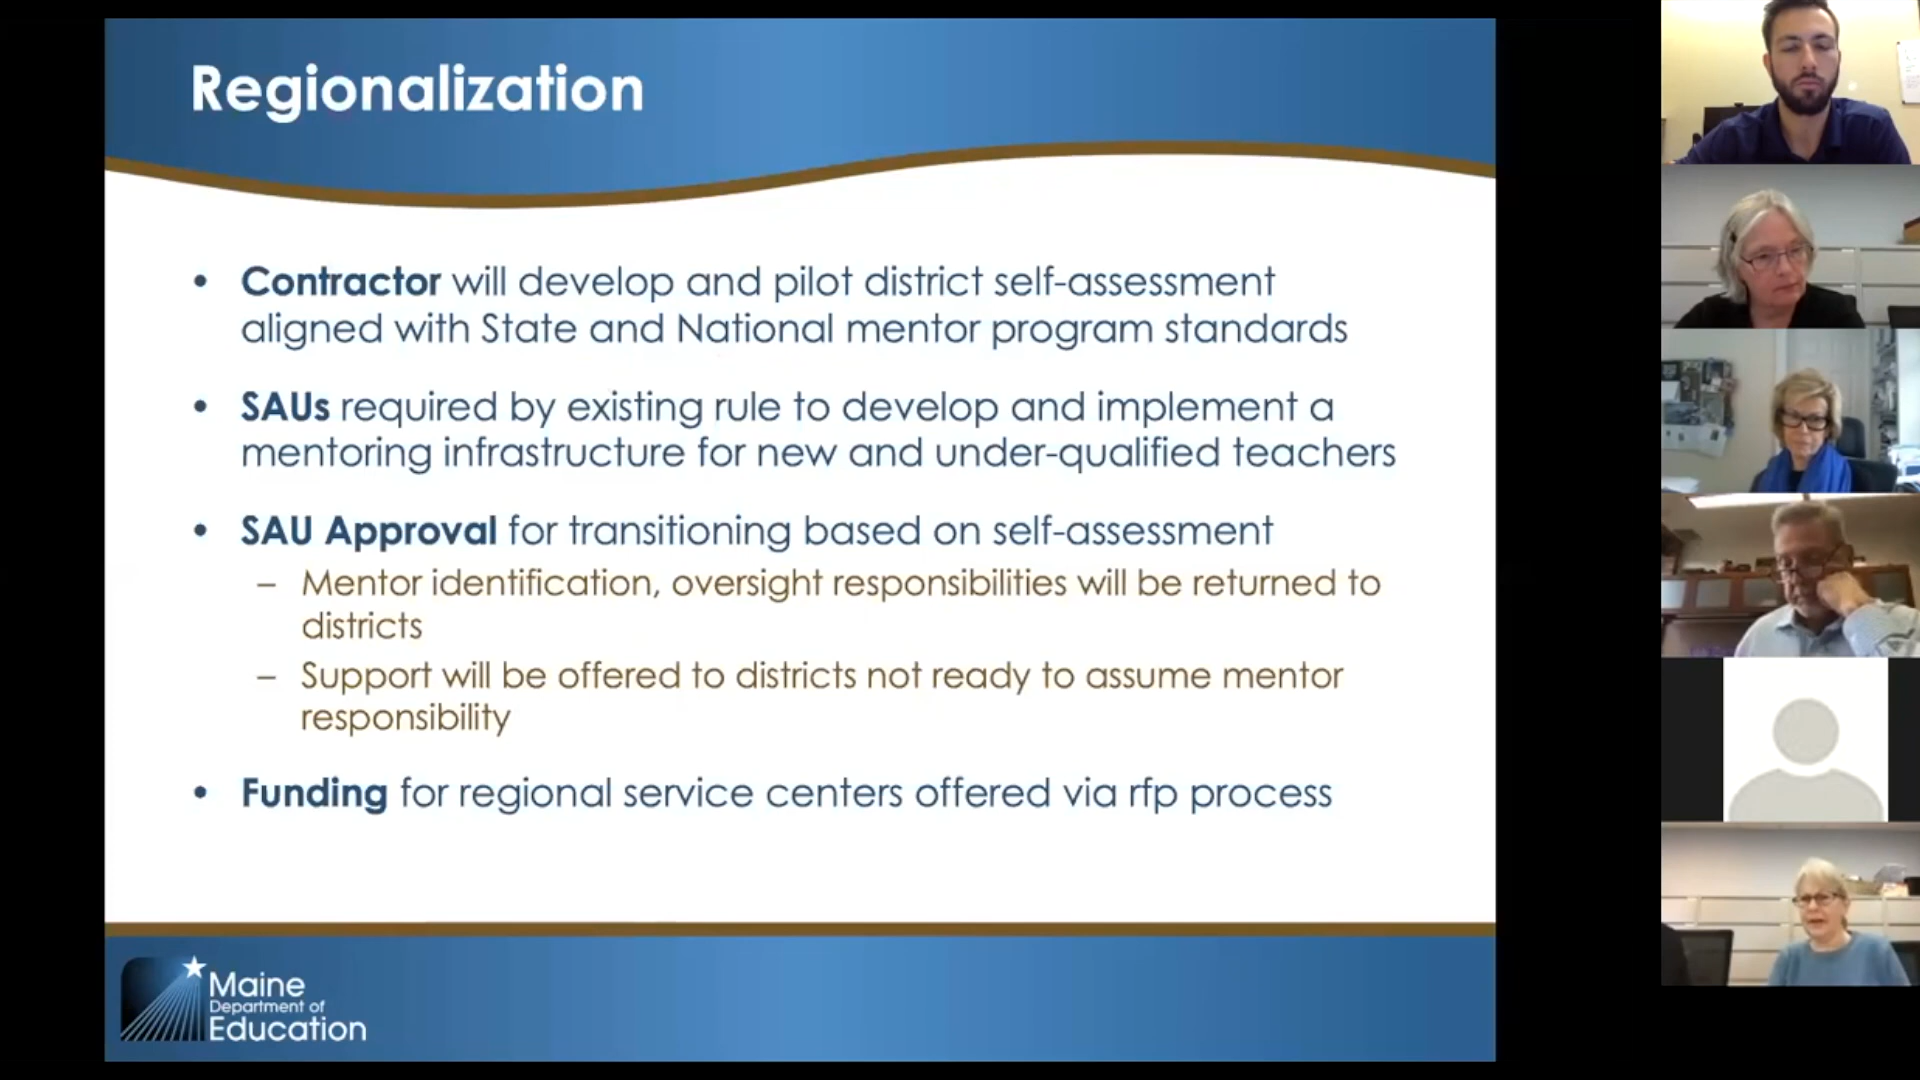 Regionalization
• Contractor will develop and pilot district self-assessment
aligned with State and National mentor program standards
• SAUs required by existing rule to develop and implement a
mentoring infrastructure for new and under-qualified teachers
• SAU Approval for transitioning based on self-assessment
– Mentor identification, oversight responsibilities will be returned to
districts
– Support will be offered to districts not ready to assume mentor
responsibility
• Funding for regional service centers offered via rfp process
Maine
Department of
Education